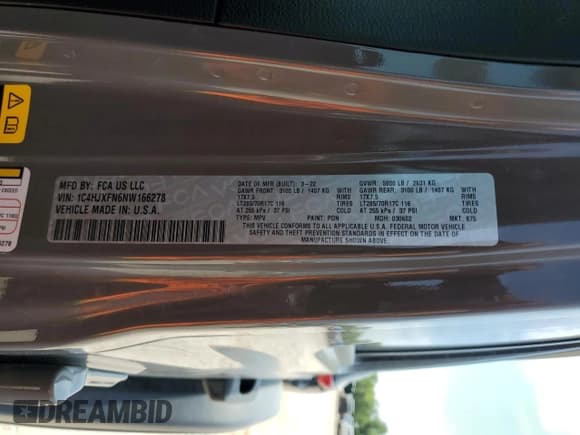 MFD BY: FCA US LLC
VIN: 1C4HJXFN6NW166278
VEHICLE MADE IN U.S.A.
DATE OF MFR (BUILT): 3-22
GAWR FRONT: 3100 LB / 1407 KG WITH
17X7.5 RIMS
LT285/70R17C 116 TIRES
AT 255 kPa / 37 PSI
TYPE: MPV PAINT: PDN
GVWR: 5800 LB / 2631 KG
GAWR REAR: 3100 LB / 1407 KG WITH
17X7.5 RIMS
LT285/70R17C 116 TIRES
AT 255 kPa / 37 PSI
MDH: 030602 MKT: 875
THIS VEHICLE CONFORMS TO ALL APPLICABLE U.S.A. FEDERAL MOTOR VEHICLE
SAFETY BUMPER AND THEFT PREVENTION STANDARDS IN EFFECT ON THE
DATE OF MANUFACTURE SHOWN ABOVE.
DREAMBID